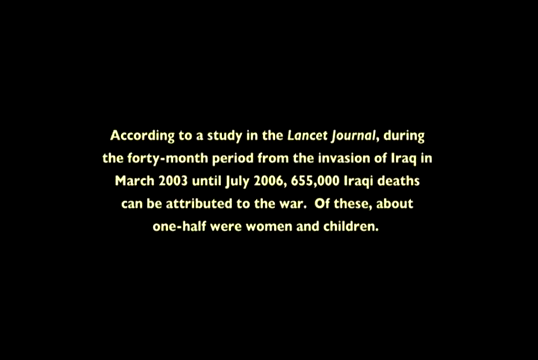 According to a study in the Lancet Journal, during
the forty-month period from the invasion of Iraq in
March 2003 until July 2006, 655,000 Iraqi deaths
can be attributed to the war. Of these, about
one-half were women and children.